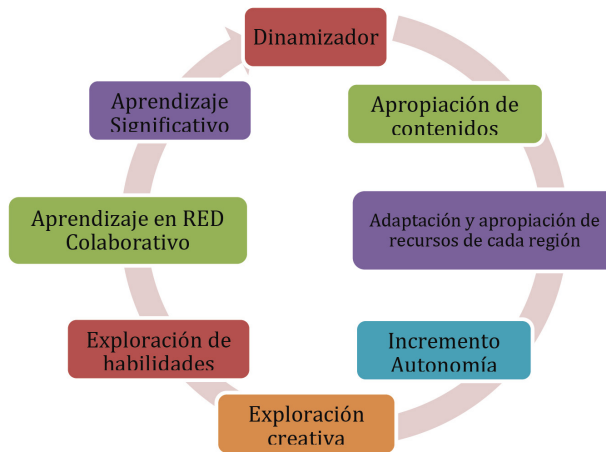 Dinamizador
Apropiación de
contenidos
Adaptación y apropiación de
recursos de cada región
Incremento
Autonomía
Exploración
creativa
Exploración de
habilidades
Aprendizaje en RED
Colaborativo
Aprendizaje
Significativo